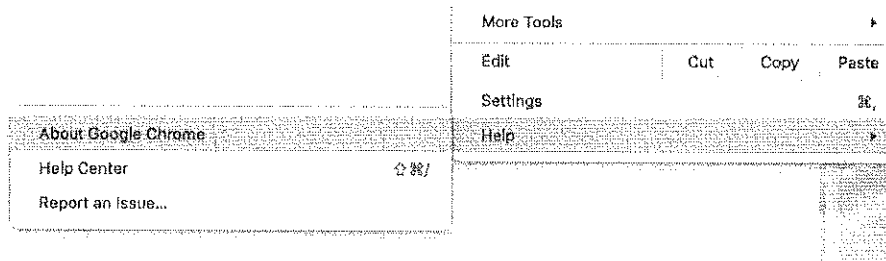 More Tools
Edit Cut Copy Paste
Settings ⌘,
Help
About Google Chrome
Help Center ⇧⌘/
Report an Issue...